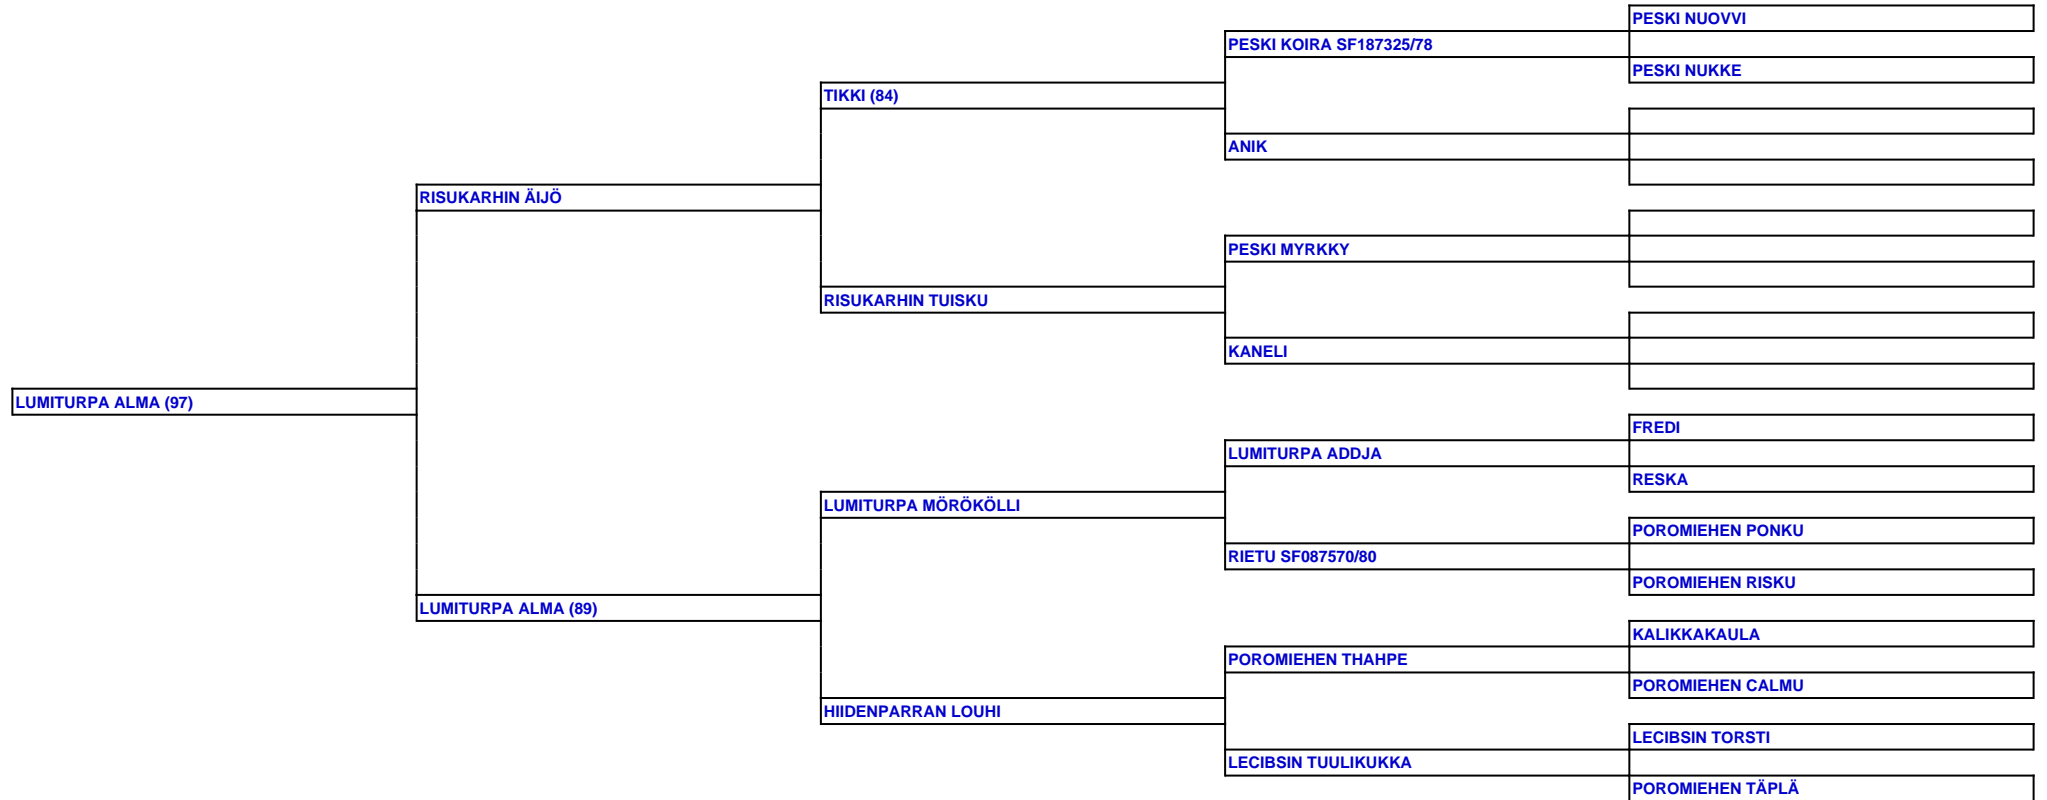 PESKI NUOVVI
PESKI KOIRA SF187325/78
PESKI NUKKE
TIKKI (84)
ANIK
RISUKARHIN ÄIJÖ
PESKI MYRKKY
RISUKARHIN TUISKU
KANELI
LUMITURPA ALMA (97)
FREDI
LUMITURPA ADDJA
RESKA
LUMITURPA MÖRÖKÖLLI
POROMIEHEN PONKU
RIETU SF087570/80
POROMIEHEN RISKU
LUMITURPA ALMA (89)
KALIKKAKAULA
POROMIEHEN THAHPE
POROMIEHEN CALMU
HIIDENPARRAN LOUHI
LECIBSIN TORSTI
LECIBSIN TUULIKUKKA
POROMIEHEN TÄPLÄ